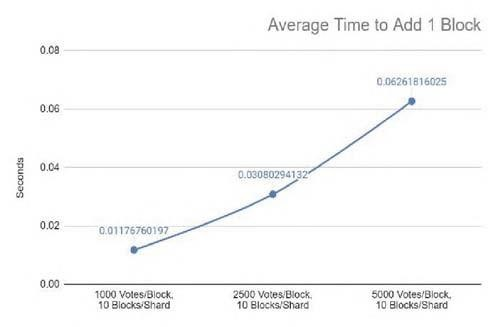 Average Time to Add 1 Block
0.08
0.06261816025
0.06
Seconds
0.04
0.03080294132
0.02
0.01176760197
0.00
1000 Votes/Block,
10 Blocks/Shard
2500 Votes/Block,
10 Blocks/Shard
5000 Votes/Block,
10 Blocks/Shard